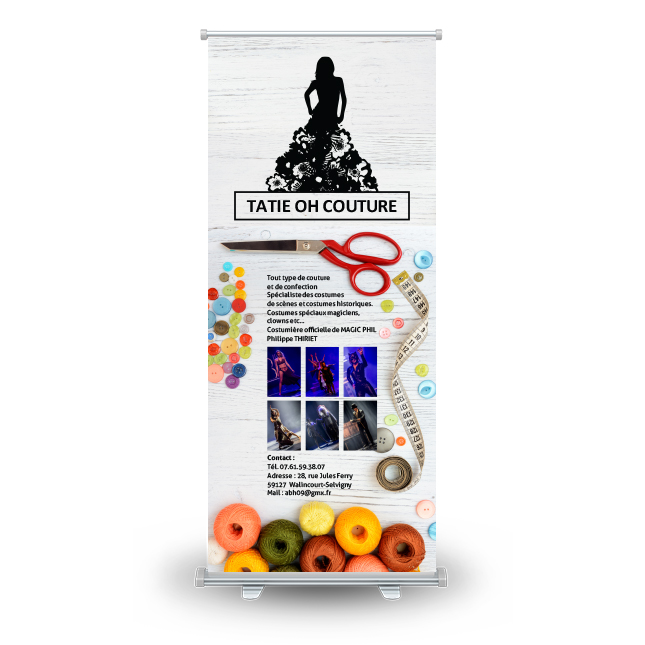 TATIE OH COUTURE
Tout type de couture
et de confection
Spécialiste des costumes
de scènes et costumes historiques.
Costumes spéciaux magiciens,
clowns etc...
Costumière officielle de MAGIC PHIL
Philippe THIRIET
Contact :
Tél. 07.61.59.38.07
Adresse : 28, rue Jules Ferry
59127 Walincourt-Selvigny
Mail : abh09@gmx.fr